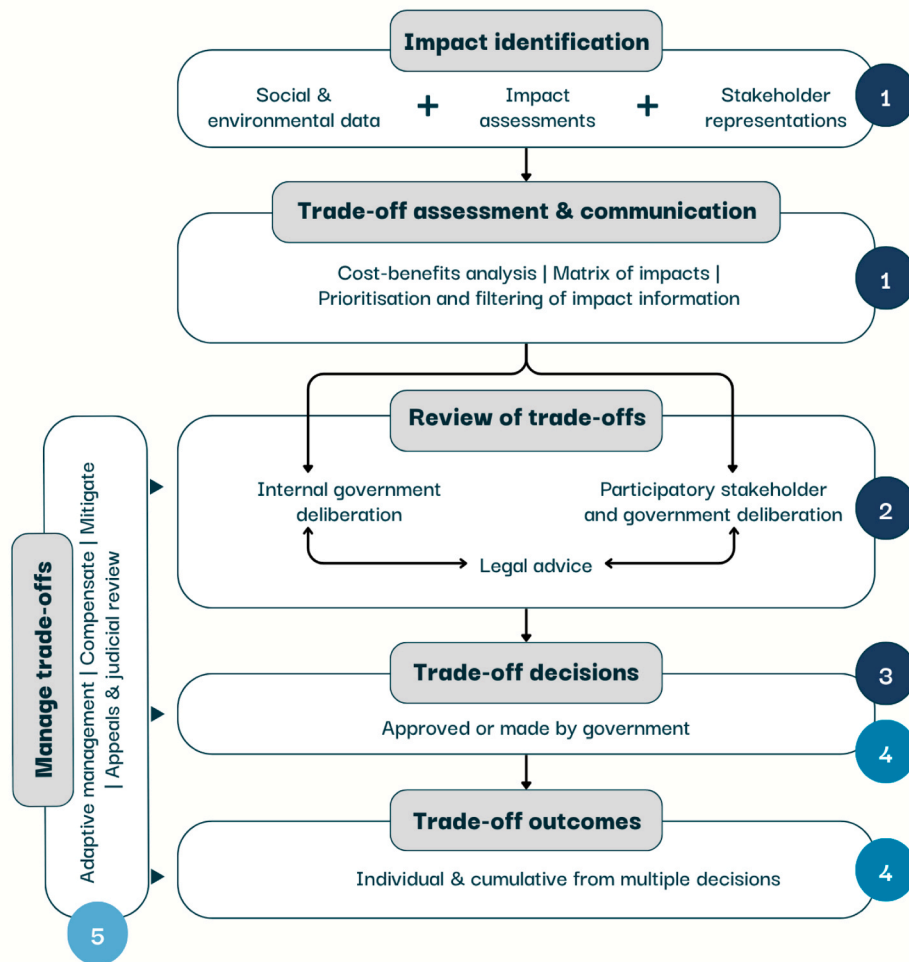 Impact identification
Social &
environmental data
+
Impact
assessments
+
Stakeholder
representations
1
Trade-off assessment & communication
Cost-benefits analysis | Matrix of impacts |
Prioritisation and filtering of impact information
1
Review of trade-offs
Internal government
deliberation
Participatory stakeholder
and government deliberation
Legal advice
2
Trade-off decisions
Approved or made by government
3
4
Trade-off outcomes
Individual & cumulative from multiple decisions
4
Manage trade-offs
Adaptive management | Compensate | Mitigate
| Appeals & judicial review
5